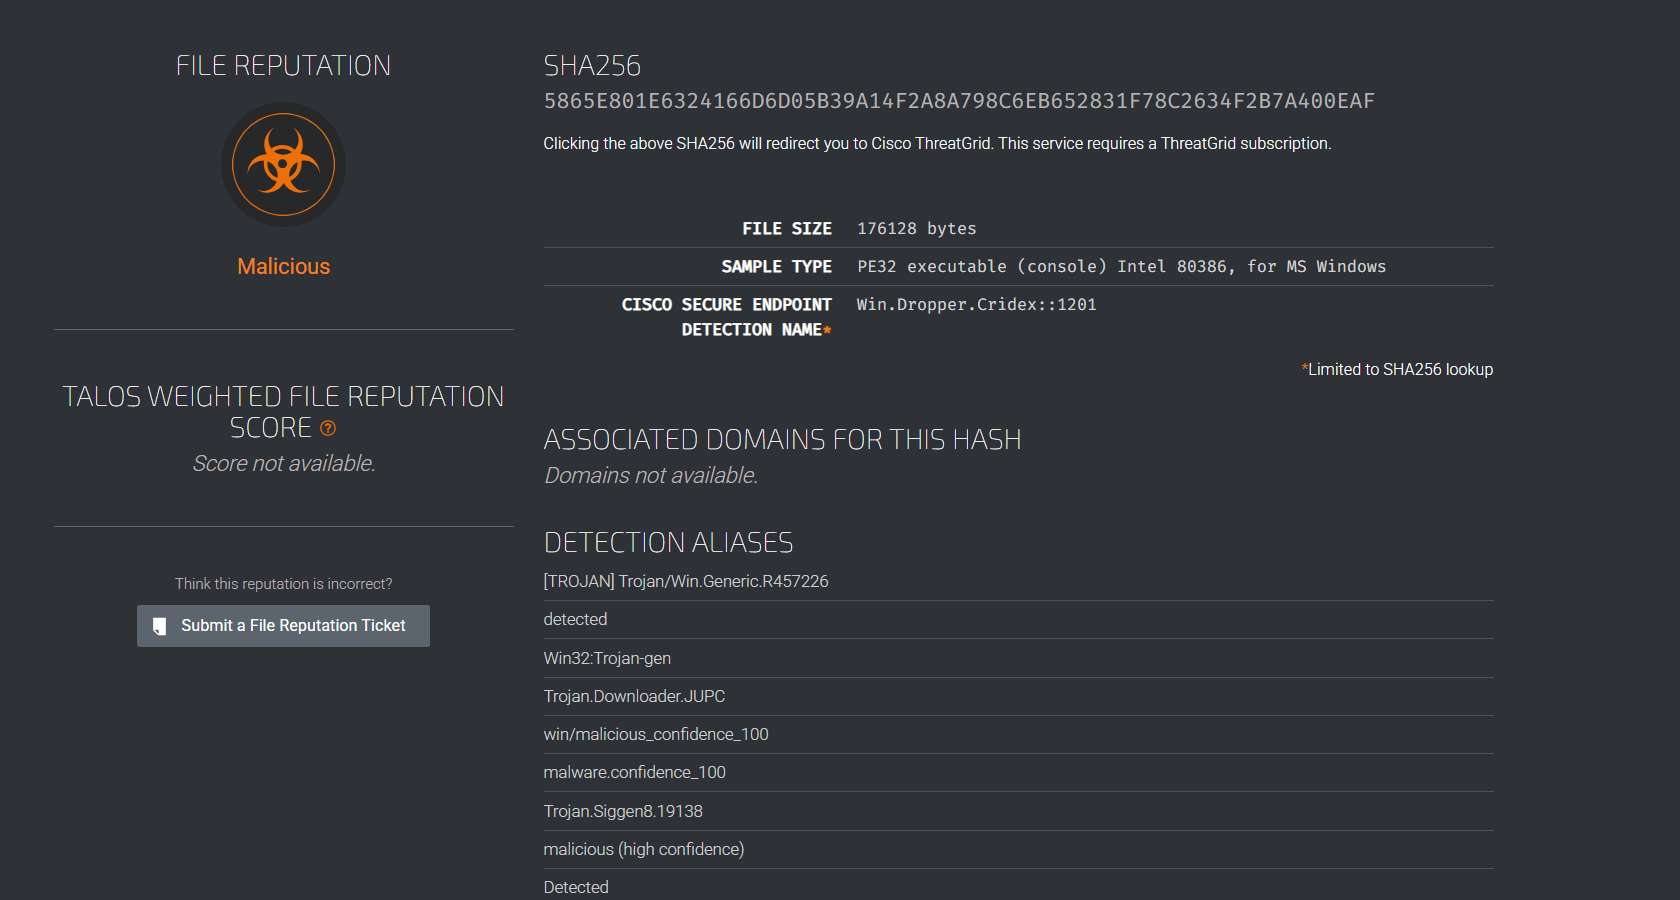 FILE REPUTATION
Malicious
TALOS WEIGHTED FILE REPUTATION
SCORE ?
Score not available.
Think this reputation is incorrect?
Submit a File Reputation Ticket
SHA256
5865E801E6324166D6D05B39A14F2A8A798C6EB652831F78C2634F2B7A400EAF
Clicking the above SHA256 will redirect you to Cisco ThreatGrid. This service requires a ThreatGrid subscription.
FILE SIZE 176128 bytes
SAMPLE TYPE PE32 executable (console) Intel 80386, for MS Windows
CISCO SECURE ENDPOINT Win.Dropper.Cridex::1201
DETECTION NAME*
*Limited to SHA256 lookup
ASSOCIATED DOMAINS FOR THIS HASH
Domains not available.
DETECTION ALIASES
[TROJAN] Trojan/Win.Generic.R457226
detected
Win32:Trojan-gen
Trojan.Downloader.JUPC
win/malicious_confidence_100
malware.confidence_100
Trojan.Siggen8.19138
malicious (high confidence)
Detected